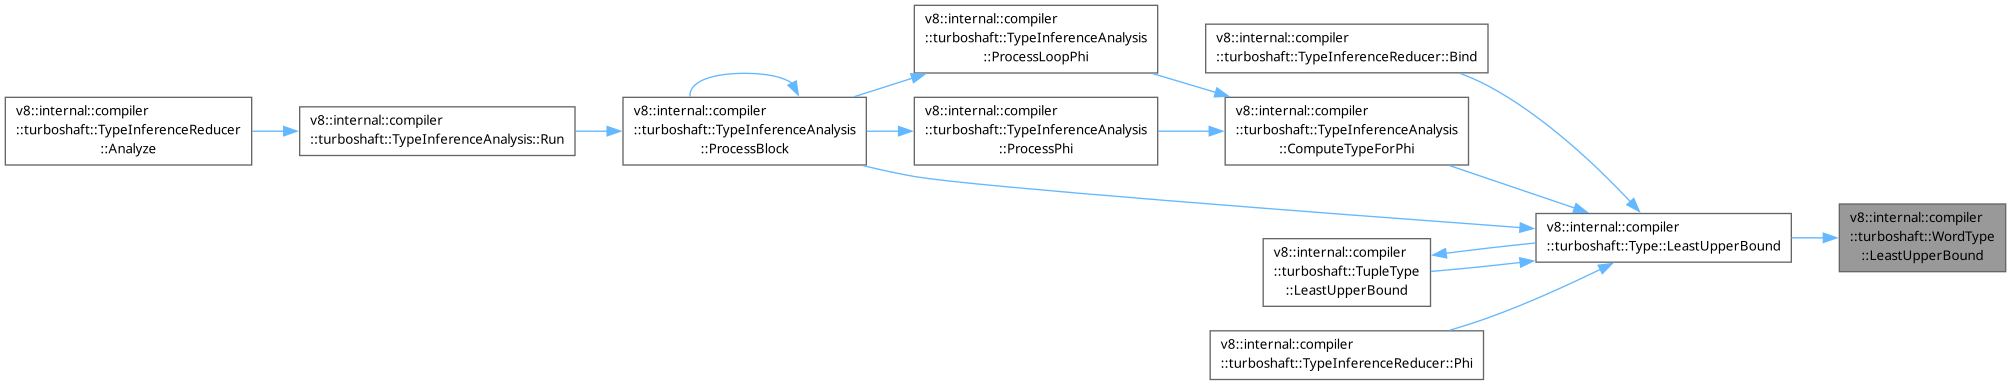 v8::internal::compiler
::turboshaft::TypeInferenceReducer
::Analyze
v8::internal::compiler
::turboshaft::TypeInferenceAnalysis::Run
v8::internal::compiler
::turboshaft::TypeInferenceAnalysis
::ProcessBlock
v8::internal::compiler
::turboshaft::TypeInferenceAnalysis
::ProcessLoopPhi
v8::internal::compiler
::turboshaft::TypeInferenceAnalysis
::ProcessPhi
v8::internal::compiler
::turboshaft::TypeInferenceReducer::Bind
v8::internal::compiler
::turboshaft::TypeInferenceAnalysis
::ComputeTypeForPhi
v8::internal::compiler
::turboshaft::TupleType
::LeastUpperBound
v8::internal::compiler
::turboshaft::TypeInferenceReducer::Phi
v8::internal::compiler
::turboshaft::Type::LeastUpperBound
v8::internal::compiler
::turboshaft::WordType
::LeastUpperBound